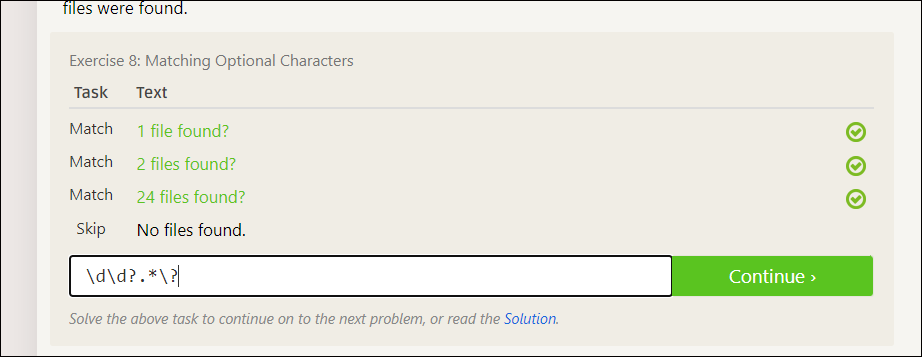 files were found.
Exercise 8: Matching Optional Characters
Task Text
Match 1 file found?
Match 2 files found?
Match 24 files found?
Skip No files found.
\d\d?.*\? Continue ›
Solve the above task to continue on to the next problem, or read the Solution.